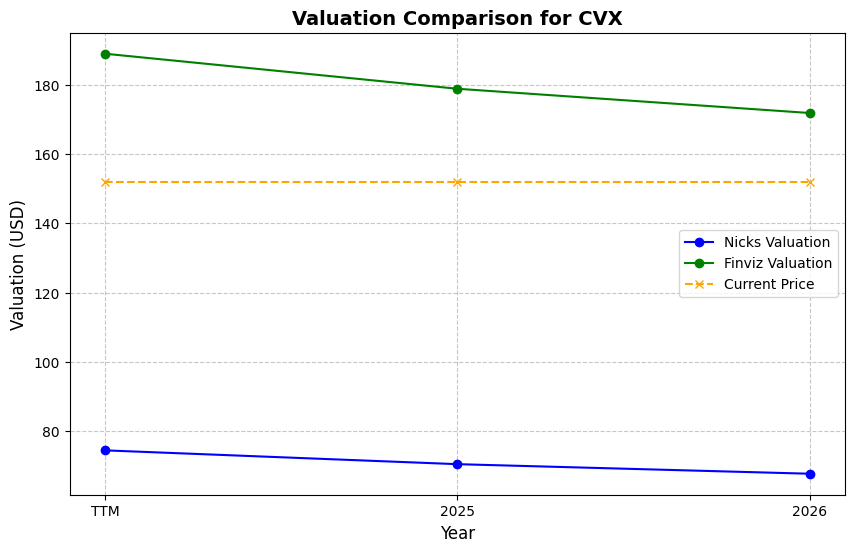 Valuation Comparison for CVX
Valuation (USD)
180
160
140
120
100
80
Nicks Valuation
Finviz Valuation
Current Price
TTM
2025
2026
Year